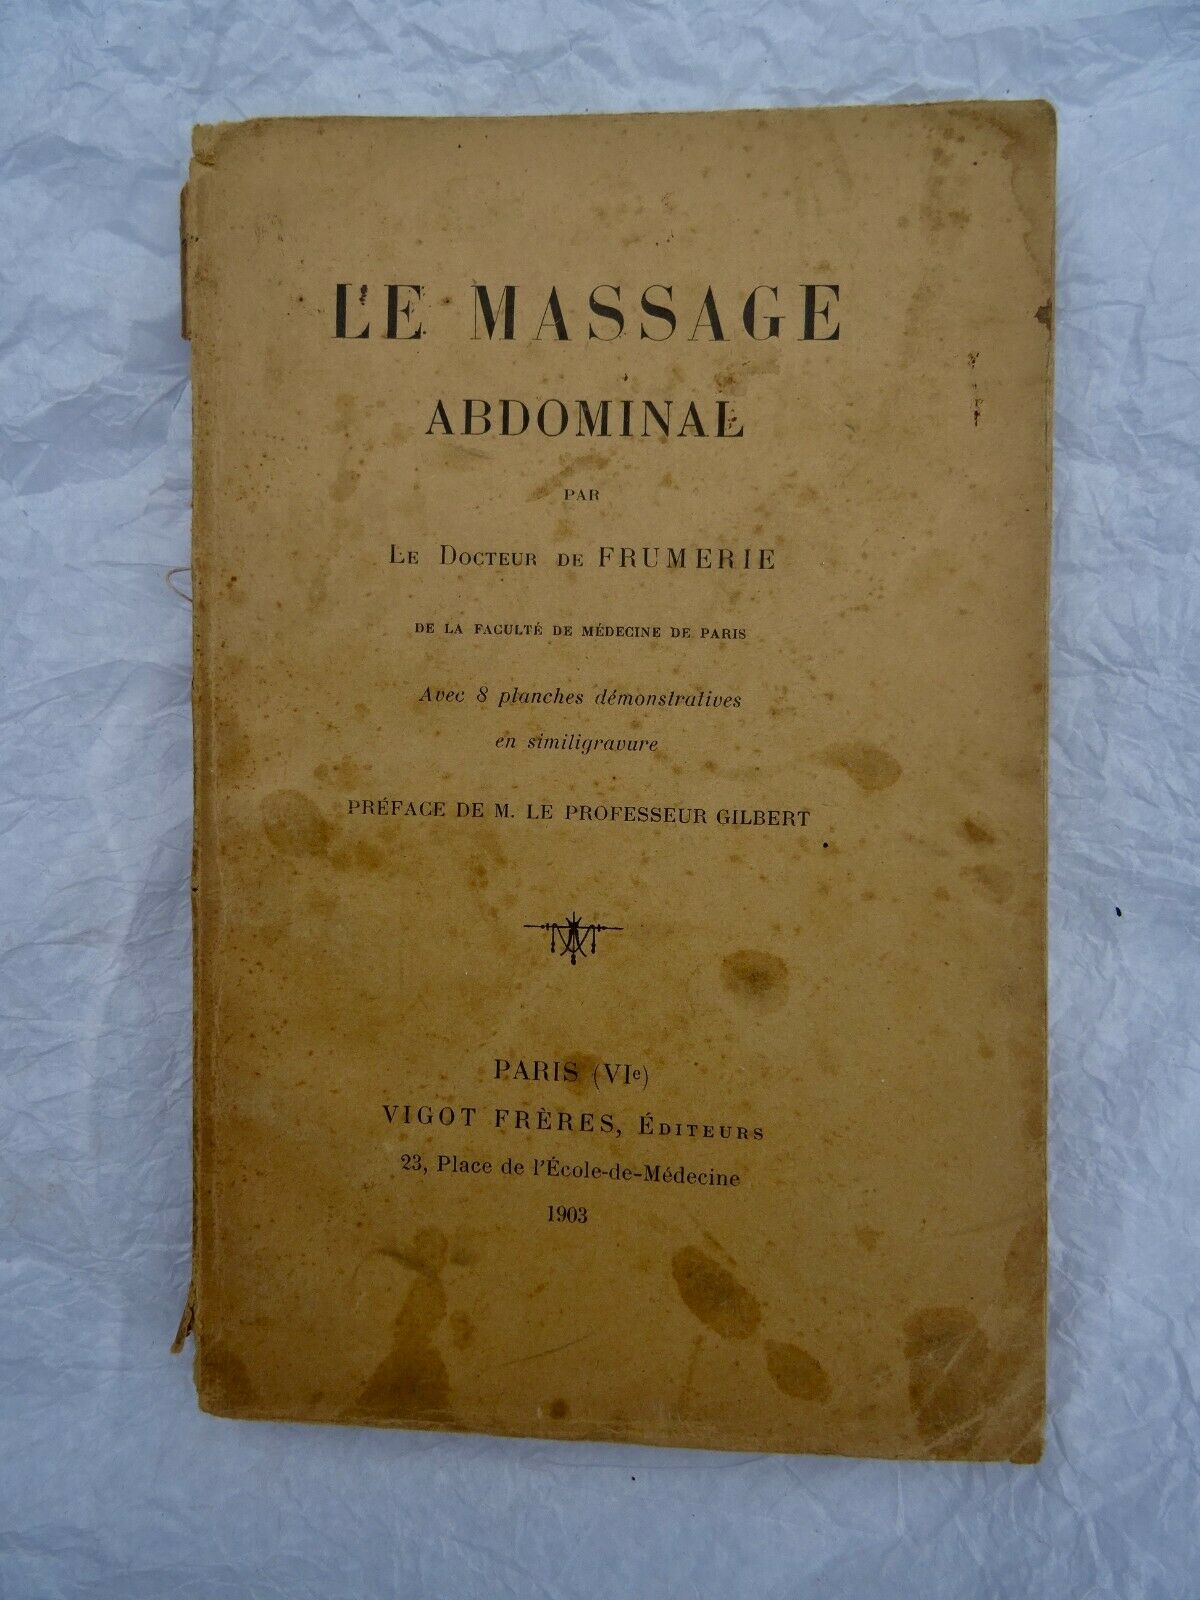 LE MASSAGE
ABDOMINAL
PAR
LE DOCTEUR DE FRUMERIE
DE LA FACULTÉ DE MÉDECINE DE PARIS
Avec 8 planches démonstratives
en similigravure
PRÉFACE DE M. LE PROFESSEUR GILBERT
PARIS (VIe)
VIGOT FRÈRES, ÉDITEURS
23, Place de l'École-de-Médecine
1903